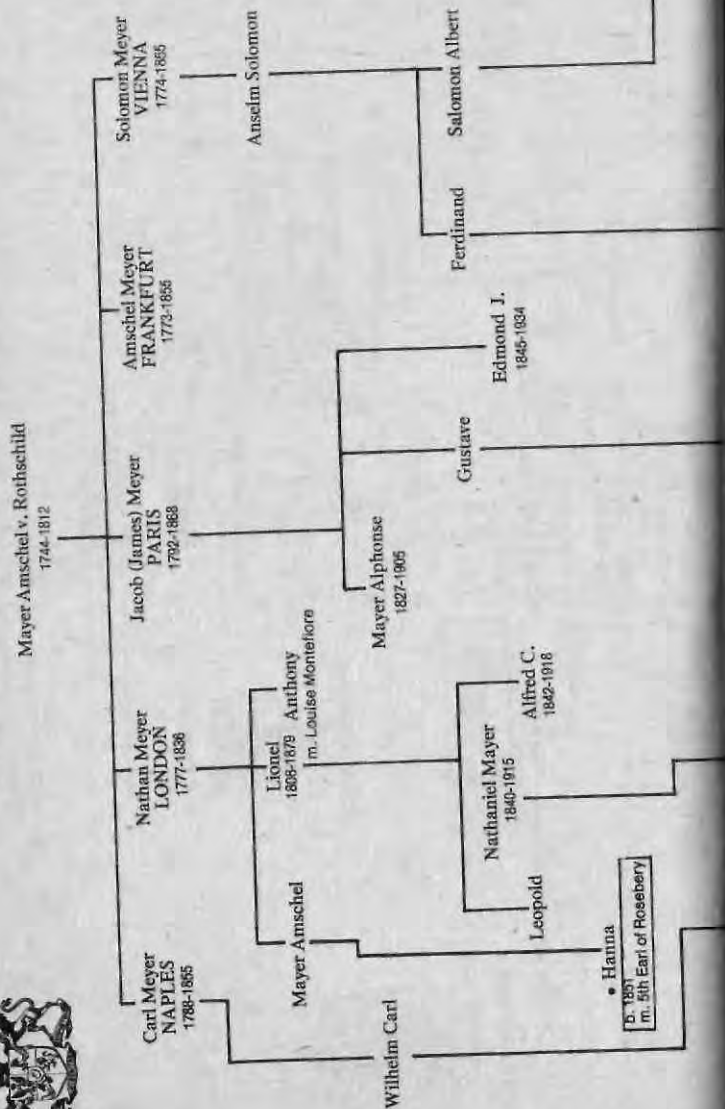 Mayer Amschel v. Rothschild
1744-1812
Carl Meyer
NAPLES
1788-1855
Nathan Meyer
LONDON
1777-1836
Jacob (James) Meyer
PARIS
1792-1868
Amschel Meyer
FRANKFURT
1773-1855
Solomon Meyer
VIENNA
1774-1855
Wilhelm Carl
Mayer Amschel
Lionel
1808-1879
Anthony
m. Louise Montefiore
Anselm Solomon
Mayer Alphonse
1827-1905
Gustave
Edmond J.
1845-1934
Ferdinand
Salomon Albert
Leopold
Nathaniel Mayer
1840-1915
Alfred C.
1842-1918
• Hanna
b. 1851
m. 5th Earl of Rosebery